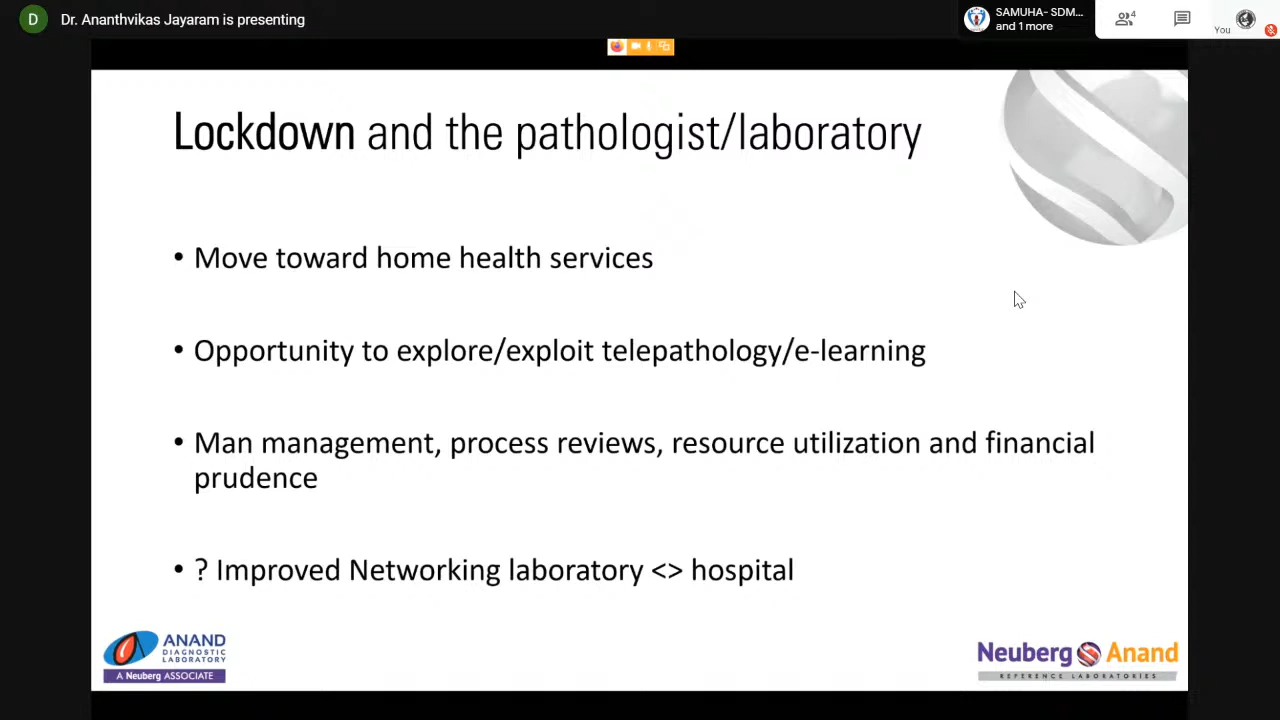 D Dr. Ananthvikas Jayaram is presenting
SAMUHA- SDM...
and 1 more
4
You
Lockdown and the pathologist/laboratory
• Move toward home health services
• Opportunity to explore/exploit telepathology/e-learning
• Man management, process reviews, resource utilization and financial
prudence
• ? Improved Networking laboratory <> hospital
ANAND
DIAGNOSTIC
LABORATORY
A Neuberg ASSOCIATE
Neuberg Anand
REFERENCE LABORATORIES